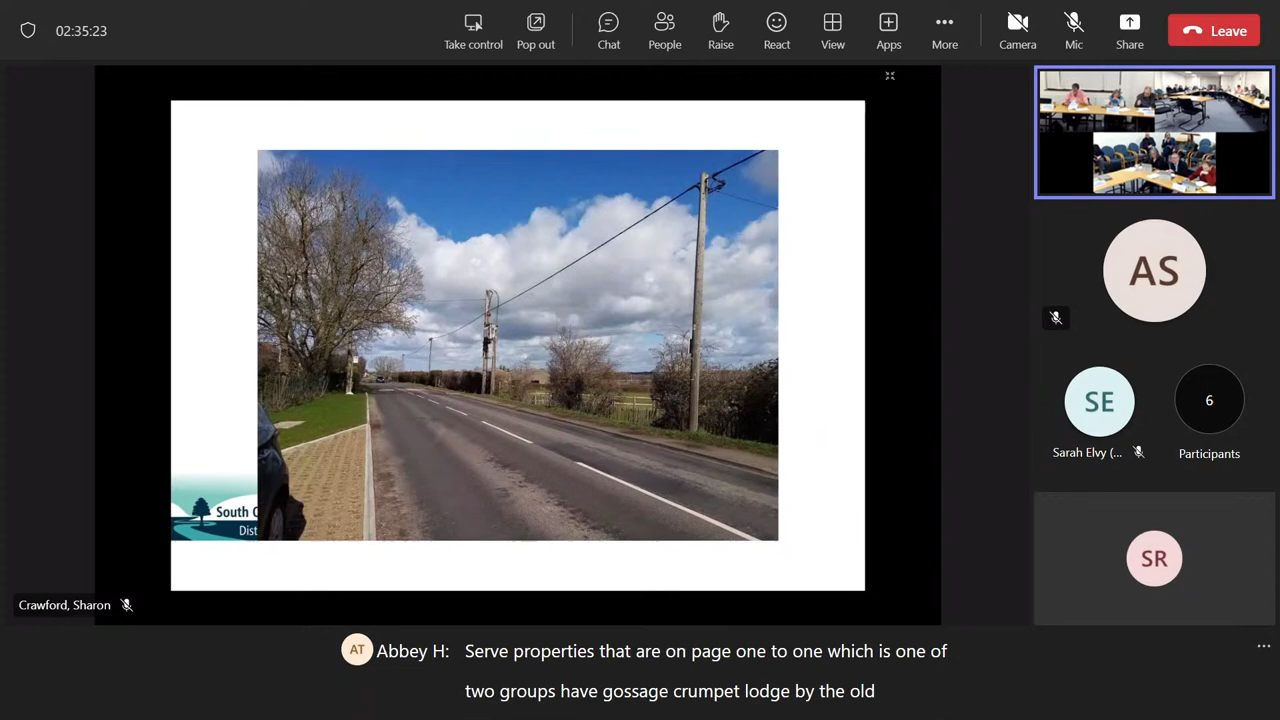 02:35:23
Take control
Pop out
Chat
People
Raise
React
View
Apps
More
Camera
Mic
Share
Leave
AS
SE
6
Sarah Elvy (...
Participants
South C
Dist
SR
Crawford, Sharon
AT
Abbey H: Serve properties that are on page one to one which is one of
two groups have gossage crumpet lodge by the old